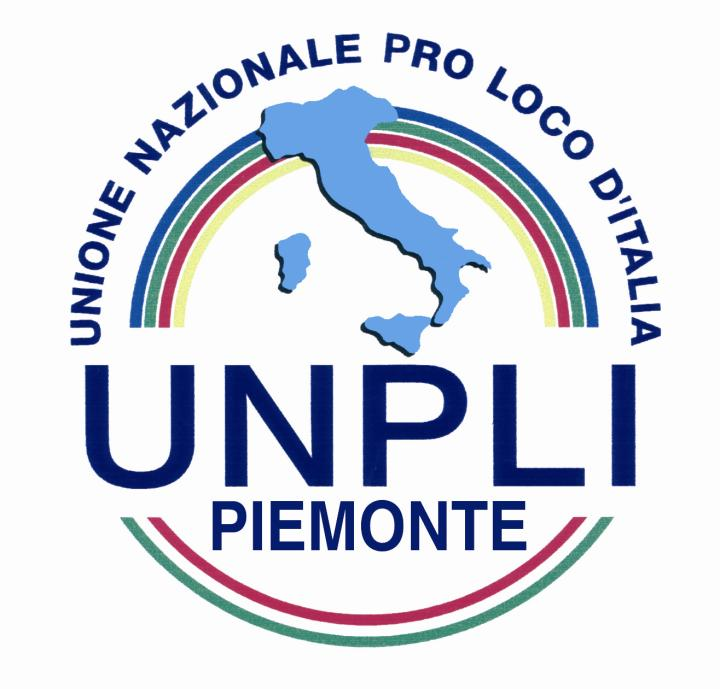 UNIONE NAZIONALE PRO LOCO D'ITALIA
UNPLI
PIEMONTE